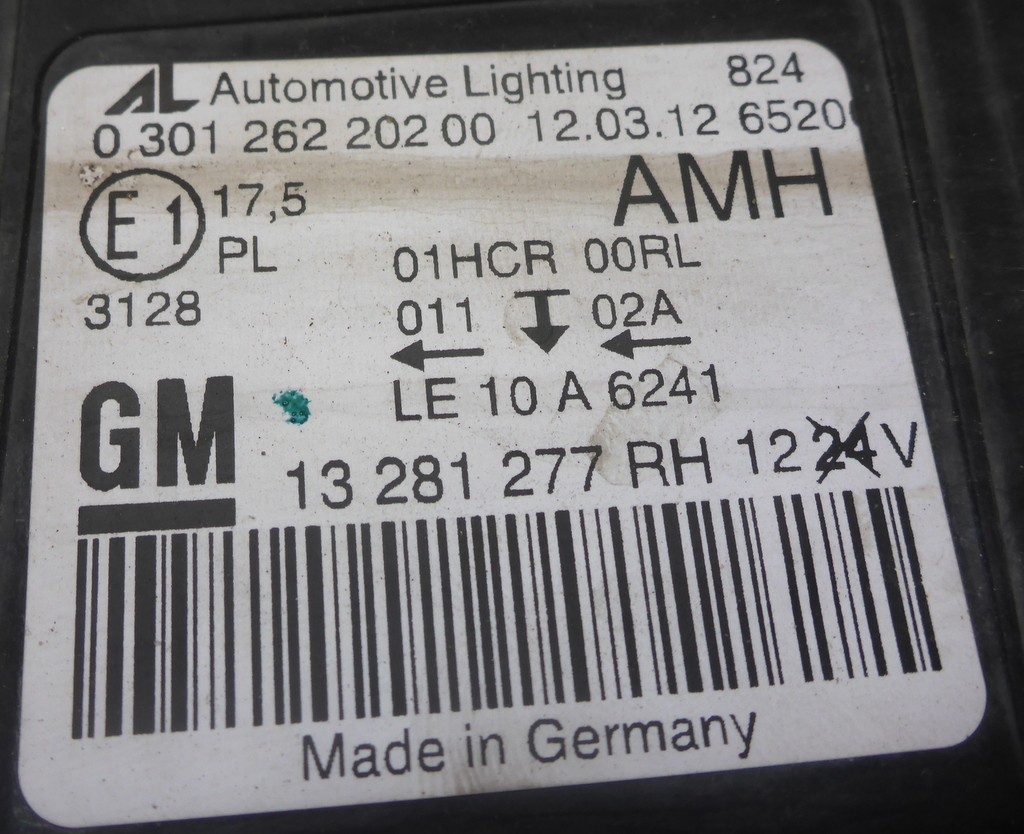 AL Automotive Lighting 824
0 301 262 202 00 12.03.12 6520
E1 17,5 AMH
PL 01HCR 00RL
3128 011 02A
LE 10 A 6241
GM
13 281 277 RH 12 24 V
Made in Germany